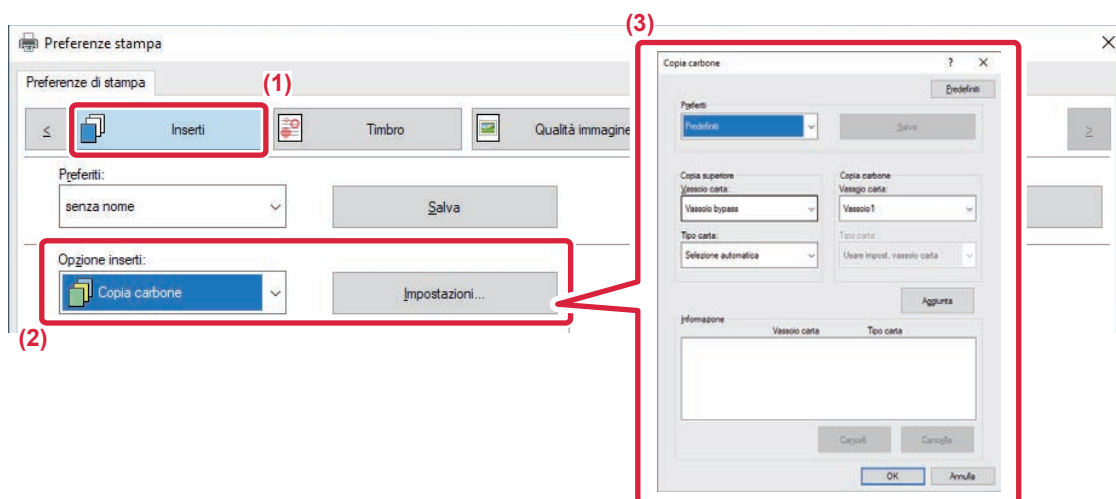 (3)
Preferenze stampa
Copia carbone ?
Preferenze di stampa
(1)
Predefiniti
< Inserti Timbro Qualità immagine >
Preferiti
Predefiniti Salva
Preferiti:
senza nome Salva
Copia superiore Copia carbone
Vassoio carta: Vassoio carta:
Vassoio bypass Vassoio1
Tipo carta: Tipo carta:
Selezione automatica Usare impost. vassoio carta
Opzione inserti:
Copia carbone Impostazioni...
Aggiunta
(2)
Informazione
Vassoio carta Tipo carta
Cancella
OK Annulla